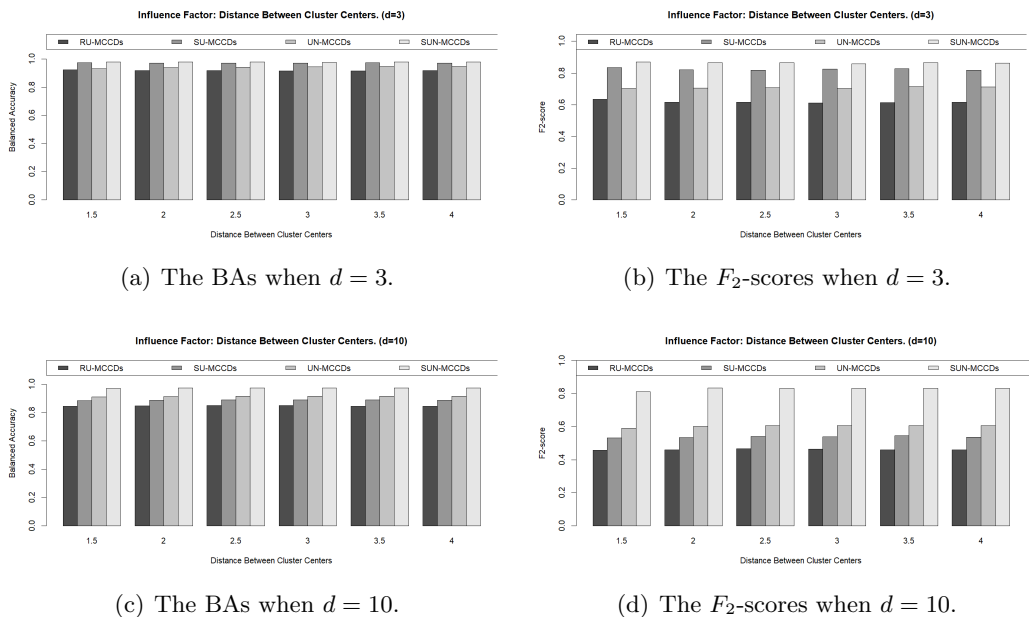 Influence Factor: Distance Between Cluster Centers. (d=3)
RU-MCCDs SU-MCCDs UN-MCCDs SUN-MCCDs
Balanced Accuracy
0.0 0.2 0.4 0.6 0.8 1.0
1.5 2 2.5 3 3.5 4
Distance Between Cluster Centers
(a) The BAs when d = 3.
Influence Factor: Distance Between Cluster Centers. (d=3)
RU-MCCDs SU-MCCDs UN-MCCDs SUN-MCCDs
F2-score
0.0 0.2 0.4 0.6 0.8 1.0
1.5 2 2.5 3 3.5 4
Distance Between Cluster Centers
(b) The F2-scores when d = 3.
Influence Factor: Distance Between Cluster Centers. (d=10)
RU-MCCDs SU-MCCDs UN-MCCDs SUN-MCCDs
Balanced Accuracy
0.0 0.2 0.4 0.6 0.8 1.0
1.5 2 2.5 3 3.5 4
Distance Between Cluster Centers
(c) The BAs when d = 10.
Influence Factor: Distance Between Cluster Centers. (d=10)
RU-MCCDs SU-MCCDs UN-MCCDs SUN-MCCDs
F2-score
0.0 0.2 0.4 0.6 0.8 1.0
1.5 2 2.5 3 3.5 4
Distance Between Cluster Centers
(d) The F2-scores when d = 10.